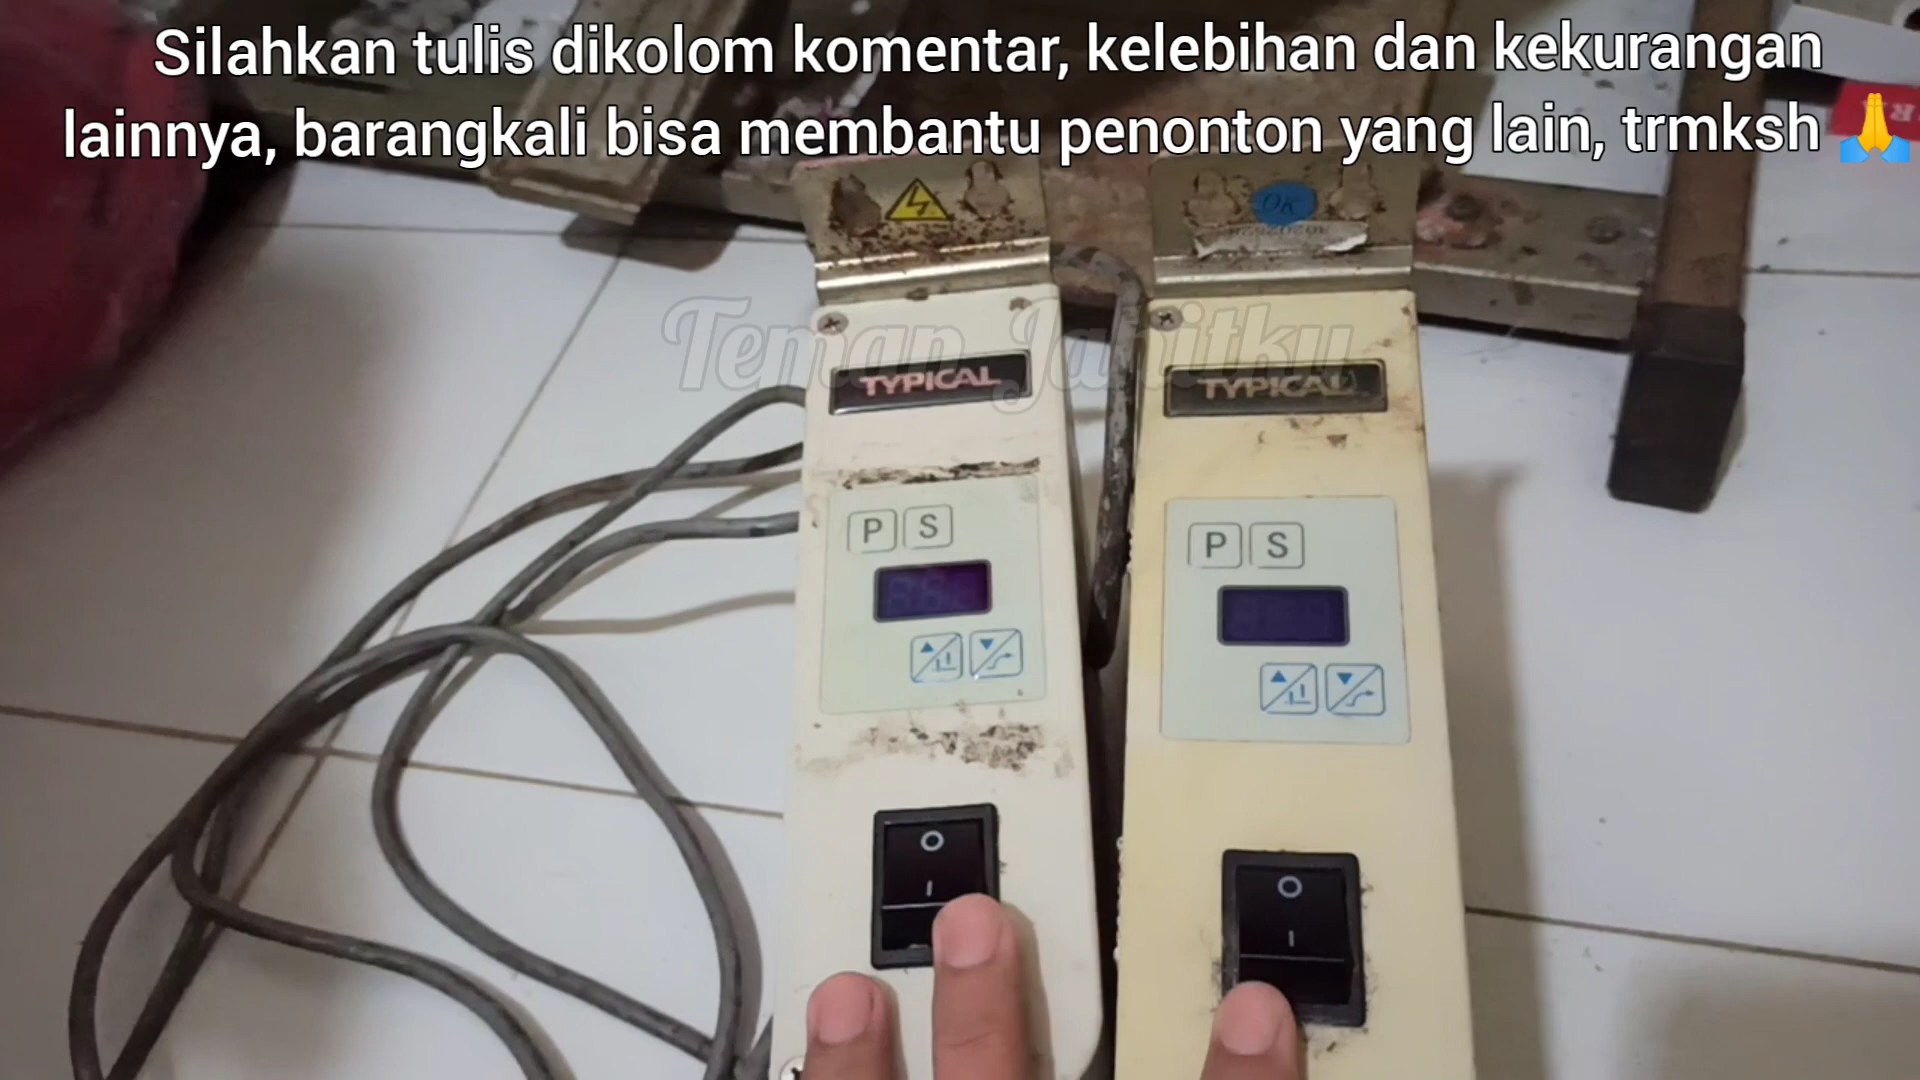 Silahkan tulis dikolom komentar, kelebihan dan kekurangan
lainnya, barangkali bisa membantu penonton yang lain, trmksh 🙏
OK
Teman Jahitku
TYPICAL
TYPICAL
P S
P S
O
I
O
I